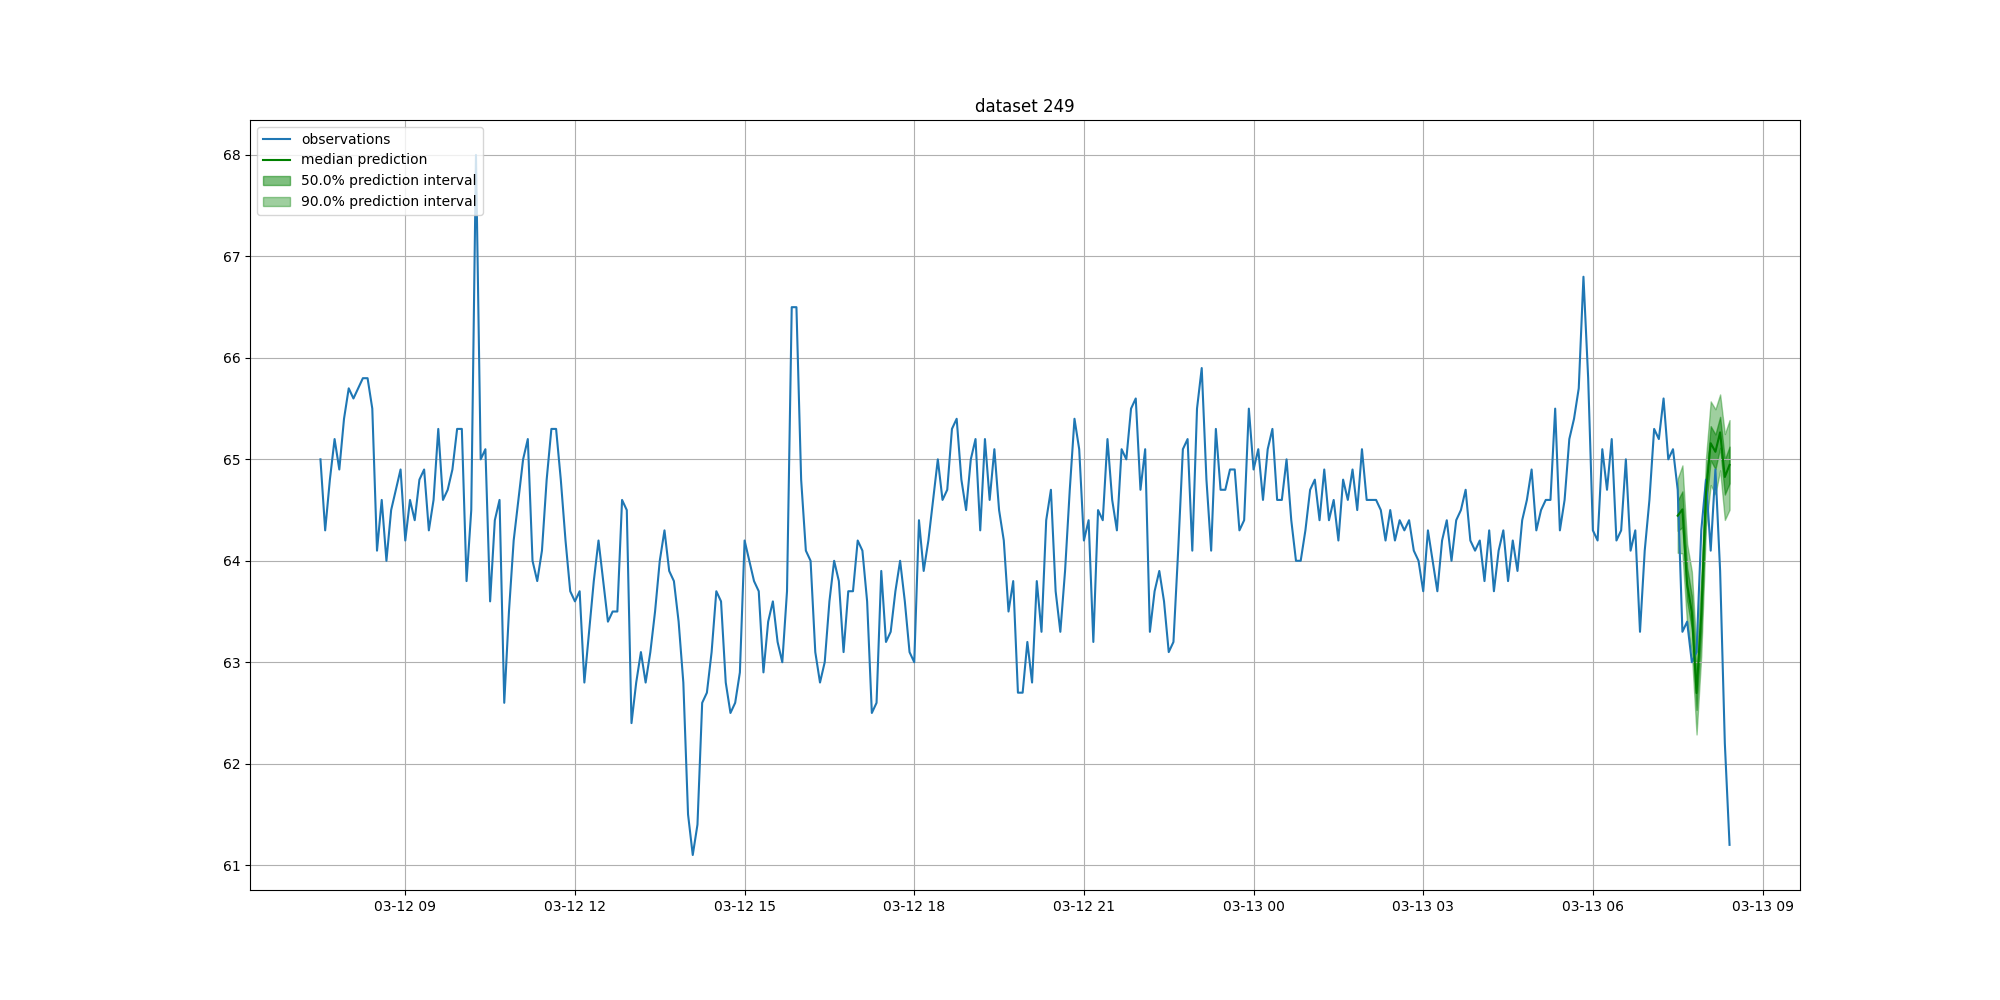 dataset 249
observations
median prediction
50.0% prediction interval
90.0% prediction interval
68
67
66
65
64
63
62
61
03-12 09 03-12 12 03-12 15 03-12 18 03-12 21 03-13 00 03-13 03 03-13 06 03-13 09